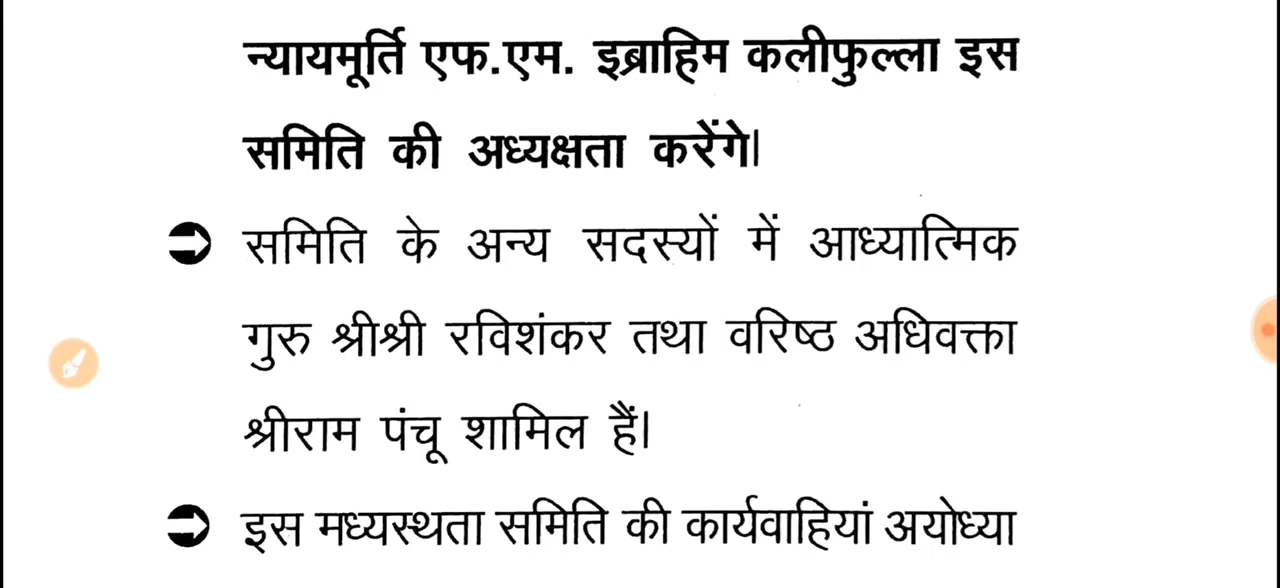 न्यायमूर्ति एफ.एम. इब्राहिम कलीफुल्ला इस
समिति की अध्यक्षता करेंगे।
➲ समिति के अन्य सदस्यों में आध्यात्मिक
गुरु श्रीश्री रविशंकर तथा वरिष्ठ अधिवक्ता
श्रीराम पंचू शामिल हैं।
➲ इस मध्यस्थता समिति की कार्यवाहियां अयोध्या